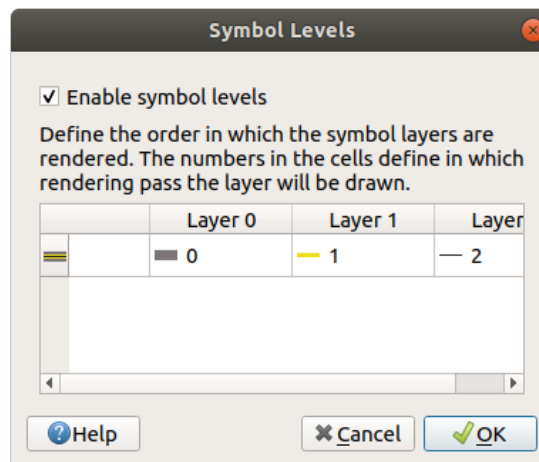 Symbol Levels
Enable symbol levels
Define the order in which the symbol layers are
rendered. The numbers in the cells define in which
rendering pass the layer will be drawn.
Layer 0 Layer 1 Layer
0 1 2
Help Cancel OK